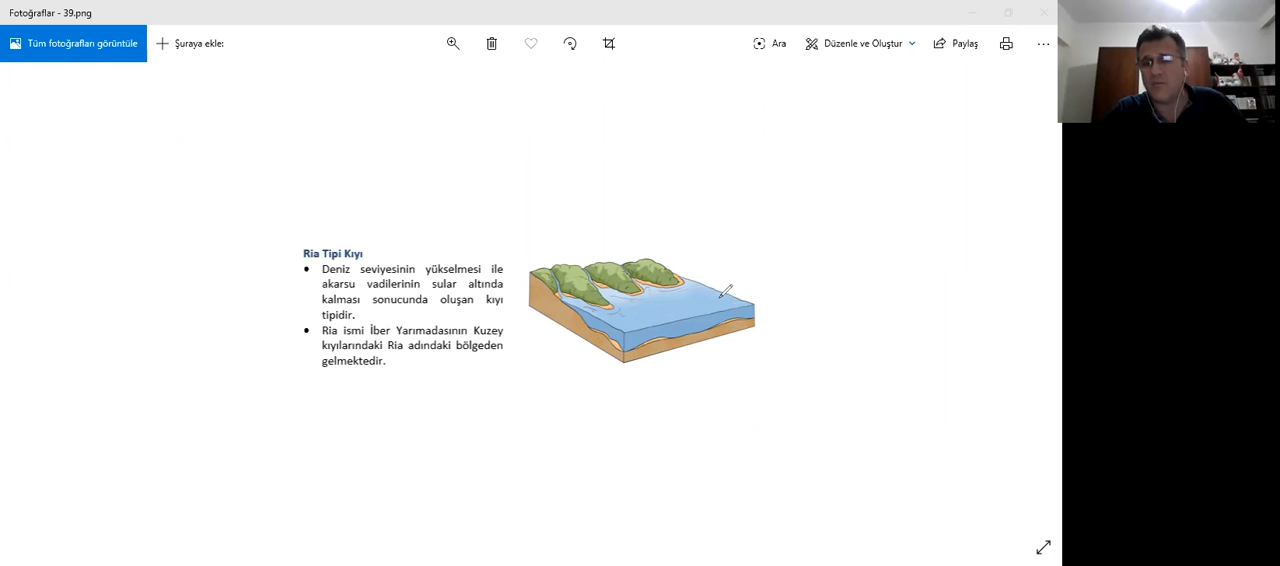 Fotoğraflar - 39.png
Tüm fotoğrafları görüntüle
Şuraya ekle:
Ara
Düzenle ve Oluştur
Paylaş
Ria Tipi Kıyı
• Deniz seviyesinin yükselmesi ile
akarsu vadilerinin sular altında
kalması sonucunda oluşan kıyı
tipidir.
• Ria ismi İber Yarımadasının Kuzey
kıyılarındaki Ria adındaki bölgeden
gelmektedir.